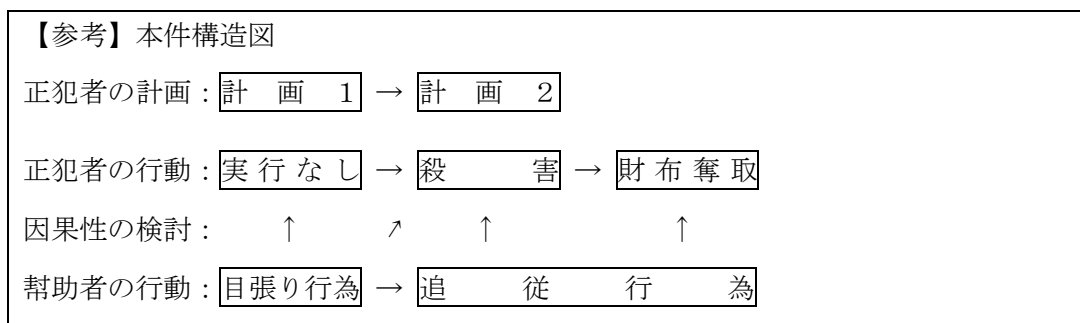 【参考】本件構造図
正犯者の計画：計画１ → 計画２
正犯者の行動：実行なし → 殺害 → 財布奪取
因果性の検討： ↑ ↗ ↑ ↑
幇助者の行動：目張り行為 → 追従行為